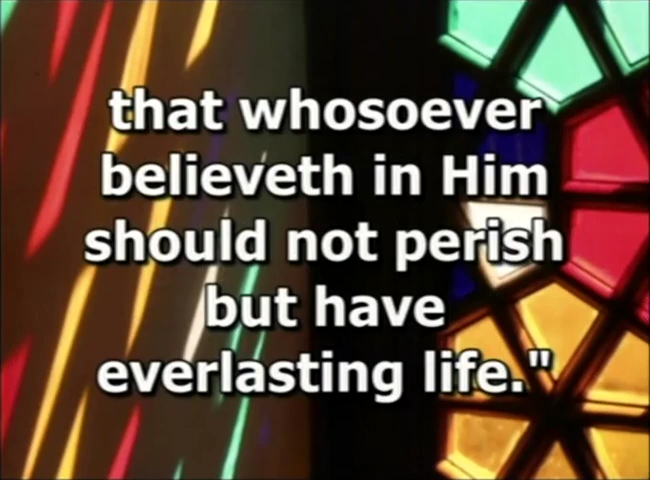 that whosoever
believeth in Him
should not perish
but have
everlasting life."